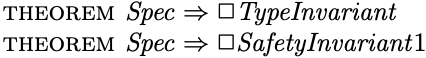 THEOREM Spec ⇒ □TypeInvariant
THEOREM Spec ⇒ □SafetyInvariant1